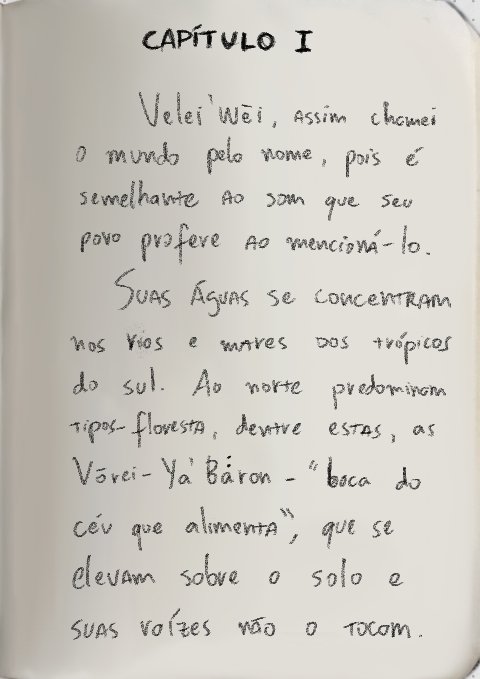 CAPÍTULO I
Velei'Wēi, assim chamei
o mundo pelo nome, pois é
semelhante ao som que seu
povo profere ao mencioná-lo.
Suas águas se concentram
nos rios e mares dos trópicos
do sul. Ao norte predominam
tipos-floresta, dentre estas, as
Vōrei-Ya'Báron - "boca do
céu que alimenta", que se
elevam sobre o solo e
suas raízes não o tocam.